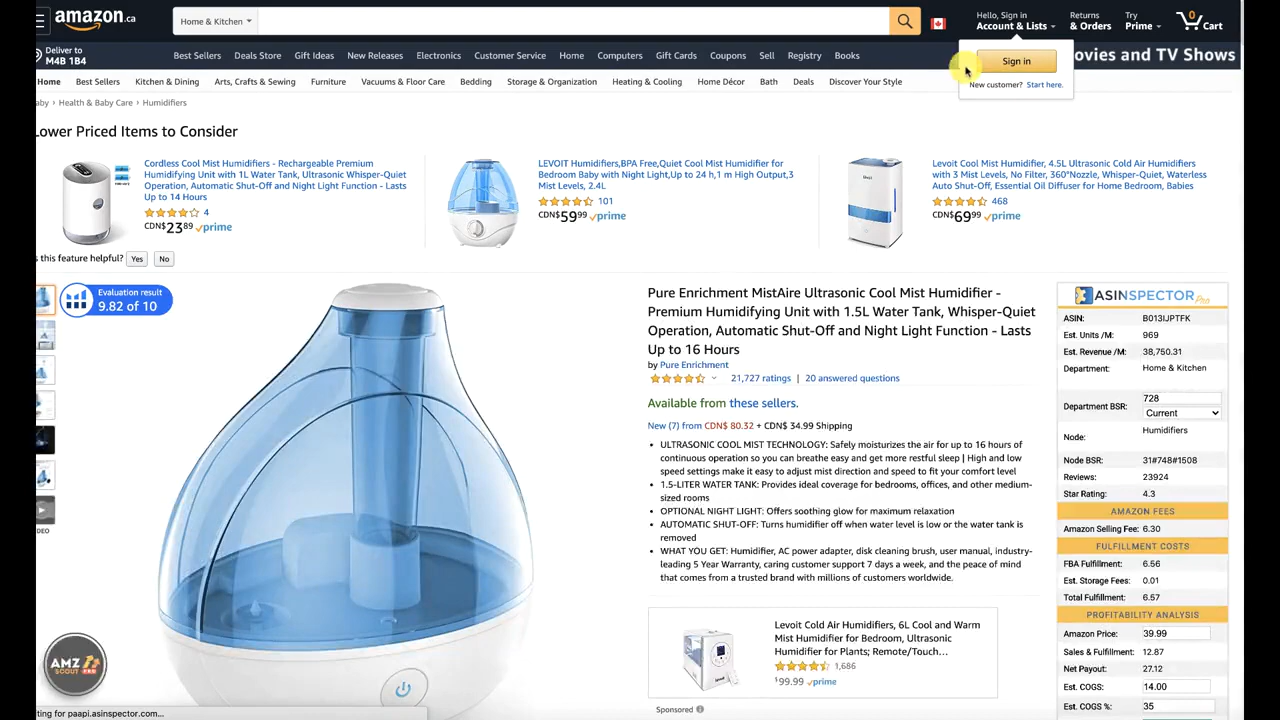 amazon.ca
Home & Kitchen
Hello, Sign in
Account & Lists
Returns
& Orders
Try
Prime
0
Cart
Deliver to
M4B 1B4
Best Sellers Deals Store Gift Ideas New Releases Electronics Customer Service Home Computers Gift Cards Coupons Sell Registry Books
ovies and TV Shows
Sign in
New customer? Start here.
Home Best Sellers Kitchen & Dining Arts, Crafts & Sewing Furniture Vacuums & Floor Care Bedding Storage & Organization Heating & Cooling Home Décor Bath Deals Discover Your Style
aby › Health & Baby Care › Humidifiers
Lower Priced Items to Consider
Cordless Cool Mist Humidifiers - Rechargeable Premium
Humidifying Unit with 1L Water Tank, Ultrasonic Whisper-Quiet
Operation, Automatic Shut-Off and Night Light Function - Lasts
Up to 14 Hours
4
CDN$23.89 prime
LEVOIT Humidifiers,BPA Free,Quiet Cool Mist Humidifier for
Bedroom Baby with Night Light,Up to 24 h,1 m High Output,3
Mist Levels, 2.4L
101
CDN$59.99 prime
Levoit Cool Mist Humidifier, 4.5L Ultrasonic Cold Air Humidifiers
with 3 Mist Levels, No Filter, 360°Nozzle, Whisper-Quiet, Waterless
Auto Shut-Off, Essential Oil Diffuser for Home Bedroom, Babies
468
CDN$69.99 prime
s this feature helpful? Yes No
Evaluation result
9.82 of 10
DEO
AMZ
SCOUT PRO
Pure Enrichment MistAire Ultrasonic Cool Mist Humidifier -
Premium Humidifying Unit with 1.5L Water Tank, Whisper-Quiet
Operation, Automatic Shut-Off and Night Light Function - Lasts
Up to 16 Hours
by Pure Enrichment
21,727 ratings | 20 answered questions
Available from these sellers.
New (7) from CDN$ 80.32 + CDN$ 34.99 Shipping
• ULTRASONIC COOL MIST TECHNOLOGY: Safely moisturizes the air for up to 16 hours of
continuous operation so you can breathe easy and get more restful sleep | High and low
speed settings make it easy to adjust mist direction and speed to fit your comfort level
• 1.5-LITER WATER TANK: Provides ideal coverage for bedrooms, offices, and other medium-
sized rooms
• OPTIONAL NIGHT LIGHT: Offers soothing glow for maximum relaxation
• AUTOMATIC SHUT-OFF: Turns humidifier off when water level is low or the water tank is
removed
• WHAT YOU GET: Humidifier, AC power adapter, disk cleaning brush, user manual, industry-
leading 5 Year Warranty, caring customer support 7 days a week, and the peace of mind
that comes from a trusted brand with millions of customers worldwide.
Levoit Cold Air Humidifiers, 6L Cool and Warm
Mist Humidifier for Bedroom, Ultrasonic
Humidifier for Plants; Remote/Touch...
1,686
$99.99 prime
Sponsored
ASINSPECTOR Pro
ASIN: B013IJPTFK
Est. Units /M: 969
Est. Revenue /M: 38,750.31
Department: Home & Kitchen
Department BSR: 728
Current
Node: Humidifiers
Node BSR: 31#748#1508
Reviews: 23924
Star Rating: 4.3
AMAZON FEES
Amazon Selling Fee: 6.30
FULFILLMENT COSTS
FBA Fulfillment: 6.56
Est. Storage Fees: 0.01
Total Fulfillment: 6.57
PROFITABILITY ANALYSIS
Amazon Price: 39.99
Sales & Fulfillment: 12.87
Net Payout: 27.12
Est. COGS: 14.00
Est. COGS %: 35
iting for paapi.asinspector.com...